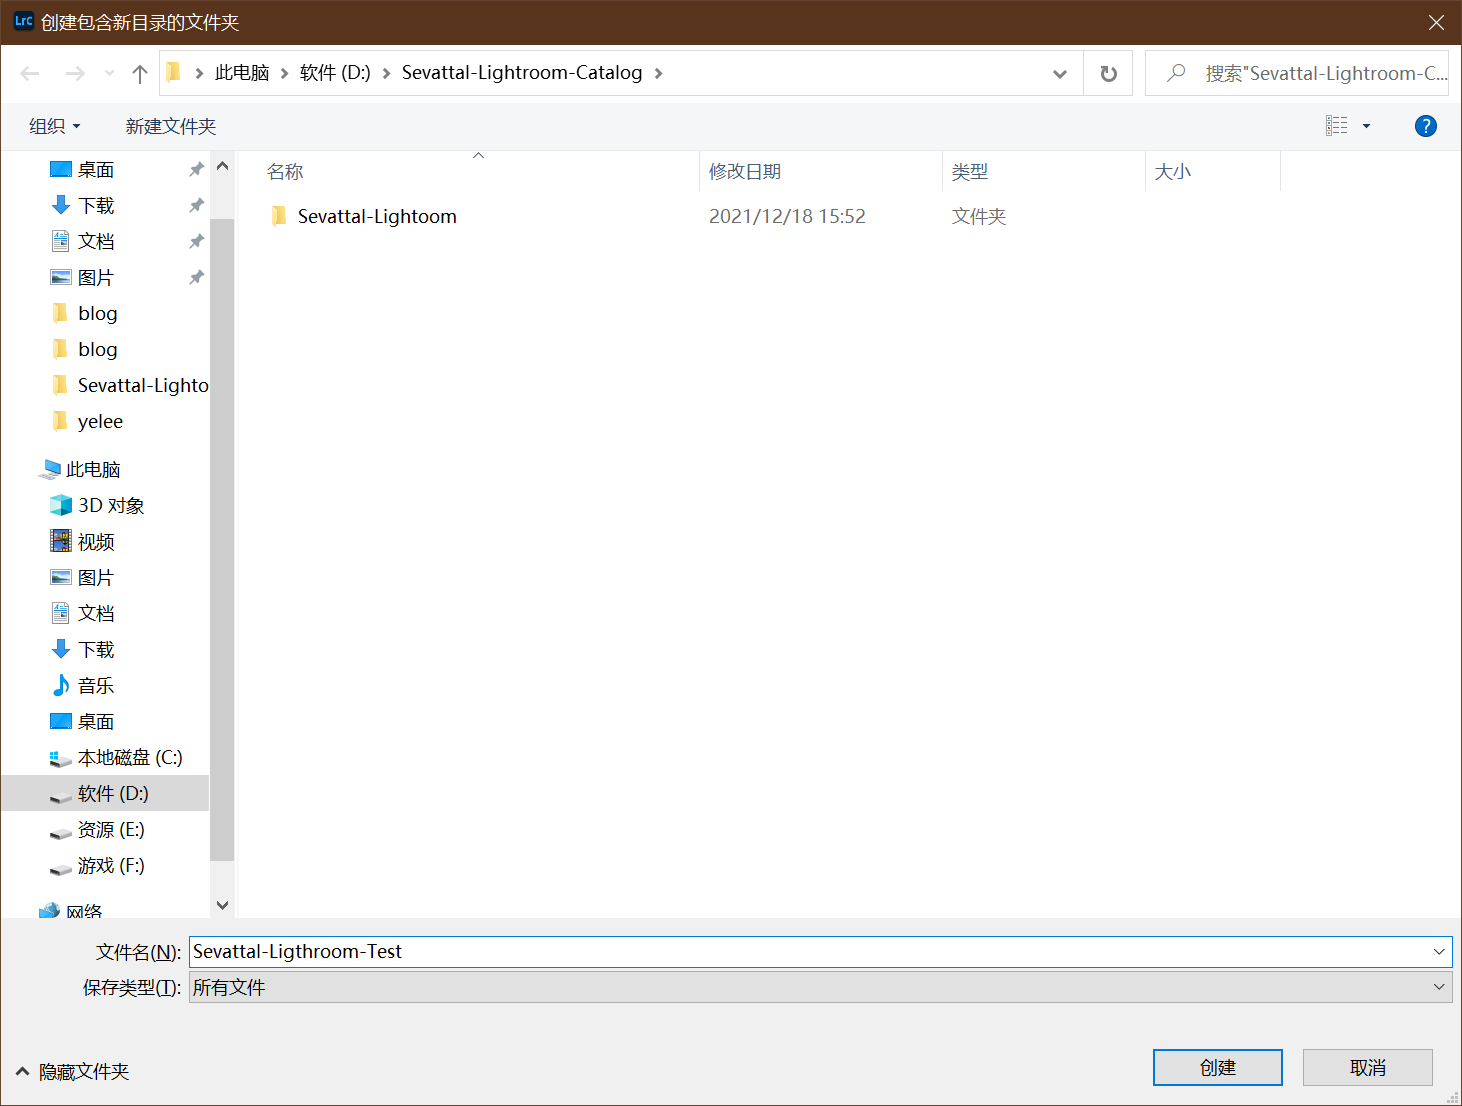 LrC 创建包含新目录的文件夹
此电脑 软件 (D:) Sevattal-Lightroom-Catalog
搜索"Sevattal-Lightroom-C...
组织 新建文件夹
?
名称 修改日期 类型 大小
Sevattal-Lightoom 2021/12/18 15:52 文件夹
桌面
下载
文档
图片
blog
blog
Sevattal-Lighto
yelee
此电脑
3D 对象
视频
图片
文档
下载
音乐
桌面
本地磁盘 (C:)
软件 (D:)
资源 (E:)
游戏 (F:)
网络
文件名(N): Sevattal-Ligthroom-Test
保存类型(T): 所有文件
隐藏文件夹
创建 取消